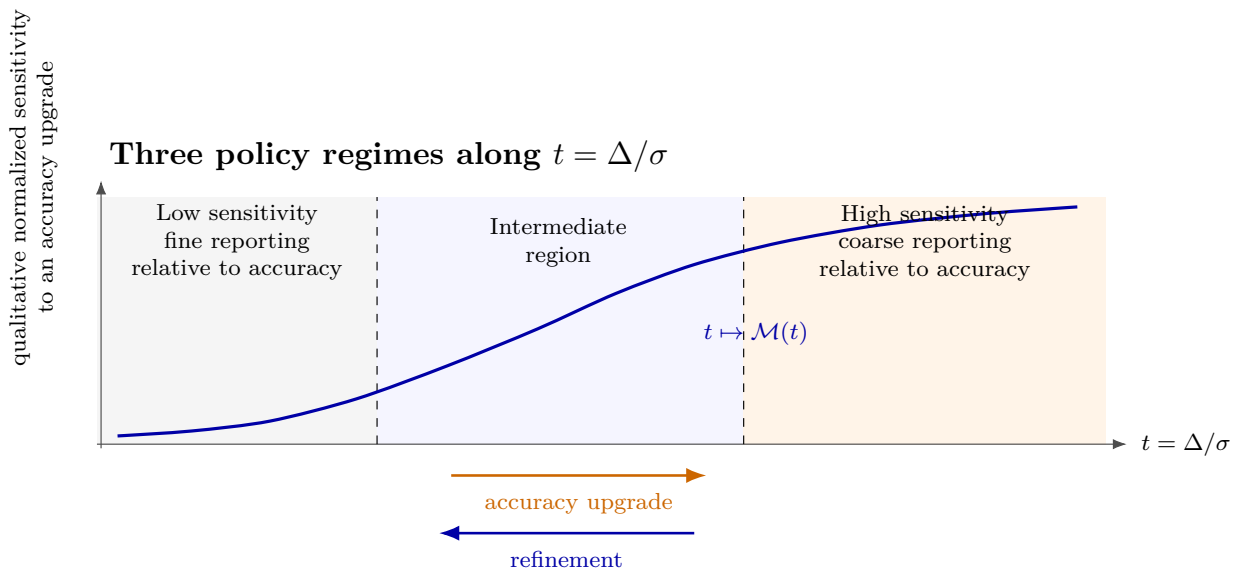 qualitative normalized sensitivity
to an accuracy upgrade
Three policy regimes along t = Δ/σ
Low sensitivity
fine reporting
relative to accuracy
Intermediate
region
High sensitivity
coarse reporting
relative to accuracy
t ↦ ℳ(t)
t = Δ/σ
accuracy upgrade
refinement